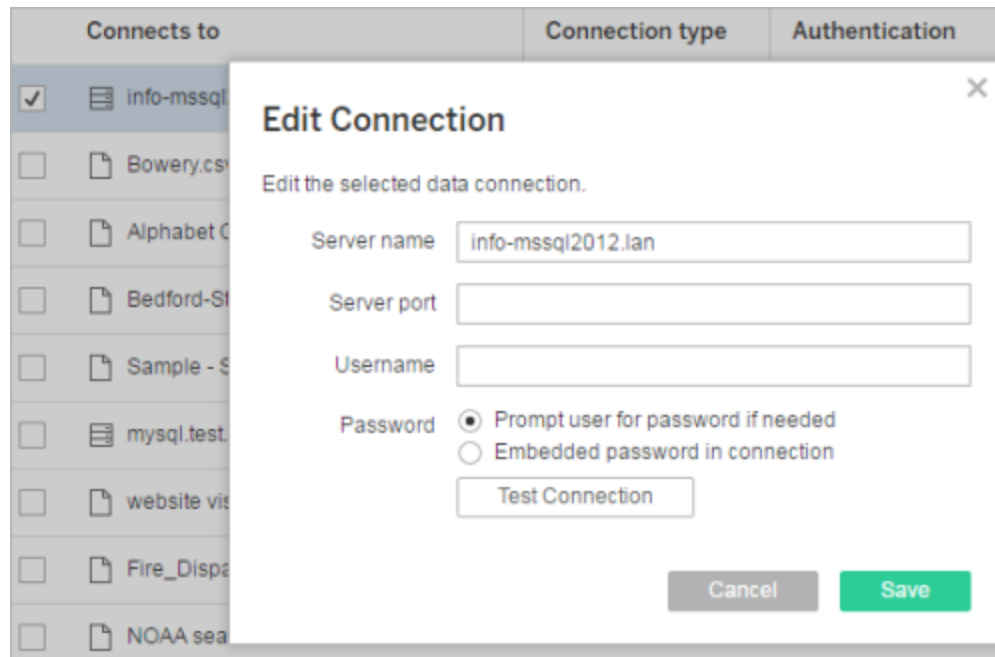 Connects to Connection type Authentication
info-mssql
Edit Connection
Bowery.cs
Edit the selected data connection.
Alphabet
Server name info-mssql2012.lan
Bedford-S
Server port
Sample - S
Username
mysql.test.
Password Prompt user for password if needed
Embedded password in connection
website vis
Test Connection
Fire_Dispa
Cancel Save
NOAA sea